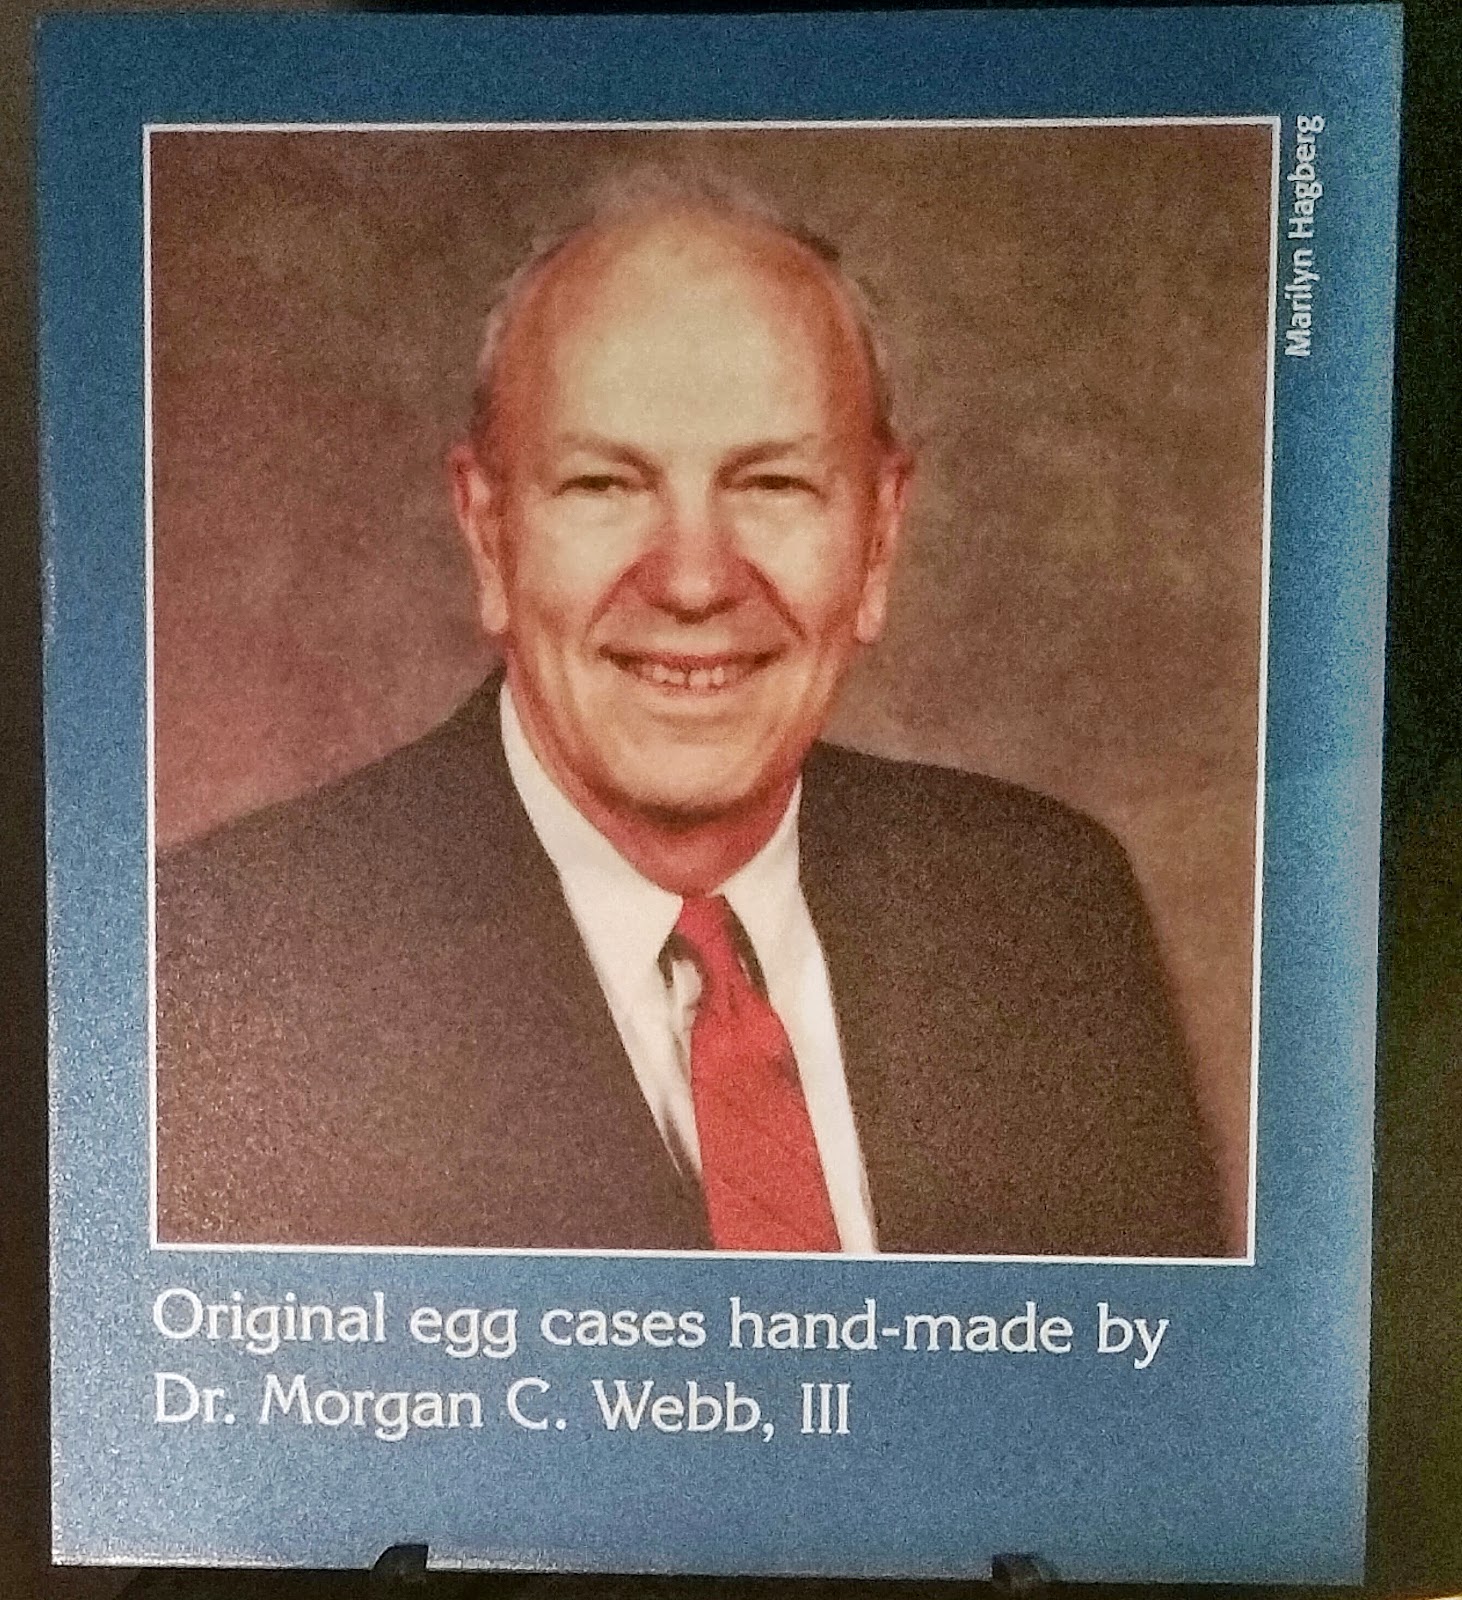 Marilyn Hagberg
Original egg cases hand-made by
Dr. Morgan C. Webb, III